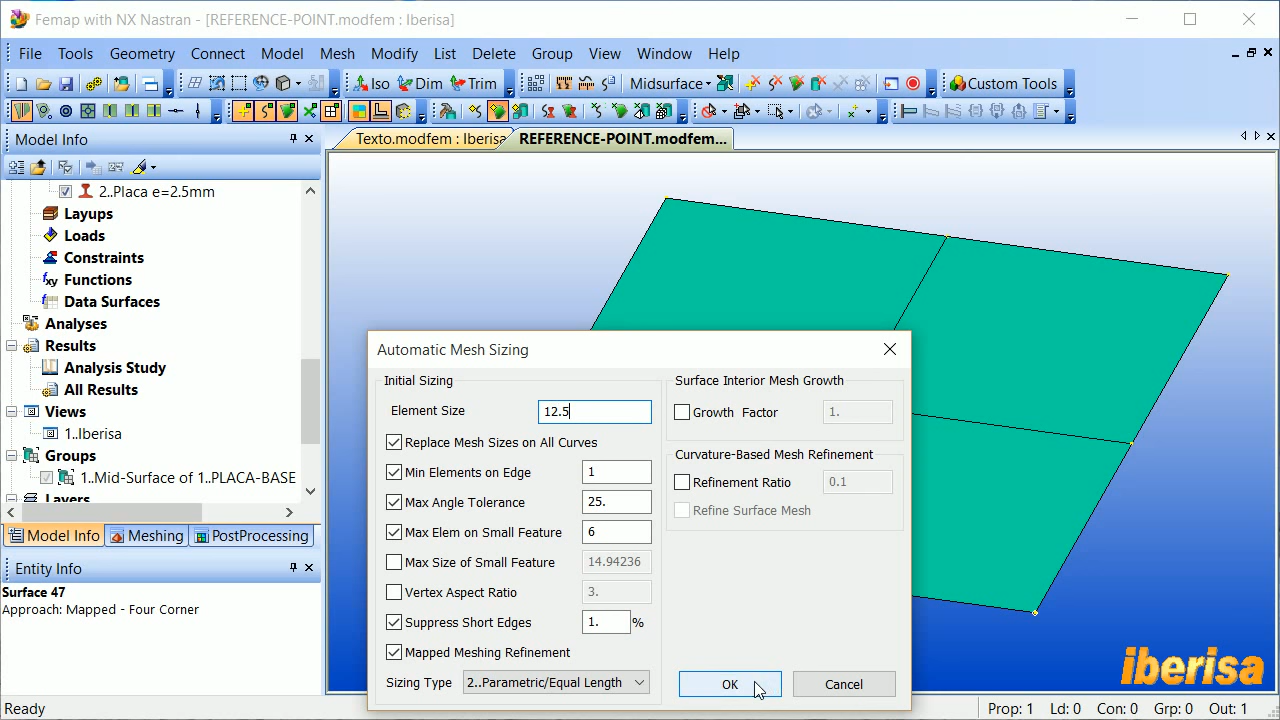 Femap with NX Nastran - [REFERENCE-POINT.modfem : Iberisa]
File Tools Geometry Connect Model Mesh Modify List Delete Group View Window Help
Iso Dim Trim Midsurface Custom Tools
Model Info
Texto.modfem : Iberisa
REFERENCE-POINT.modfem...
2..Placa e=2.5mm
Layups
Loads
Constraints
Functions
Data Surfaces
Analyses
Results
Analysis Study
All Results
Views
1..Iberisa
Groups
1..Mid-Surface of 1..PLACA-BASE
Layers
Model Info Meshing PostProcessing
Entity Info
Surface 47
Approach: Mapped - Four Corner
Automatic Mesh Sizing
Initial Sizing
Element Size 12.5
Replace Mesh Sizes on All Curves
Min Elements on Edge 1
Max Angle Tolerance 25.
Max Elem on Small Feature 6
Max Size of Small Feature 14.94236
Vertex Aspect Ratio 3.
Suppress Short Edges 1. %
Mapped Meshing Refinement
Sizing Type 2..Parametric/Equal Length
Surface Interior Mesh Growth
Growth Factor 1.
Curvature-Based Mesh Refinement
Refinement Ratio 0.1
Refine Surface Mesh
OK Cancel
iberisa
Ready
Prop: 1 Ld: 0 Con: 0 Grp: 0 Out: 1